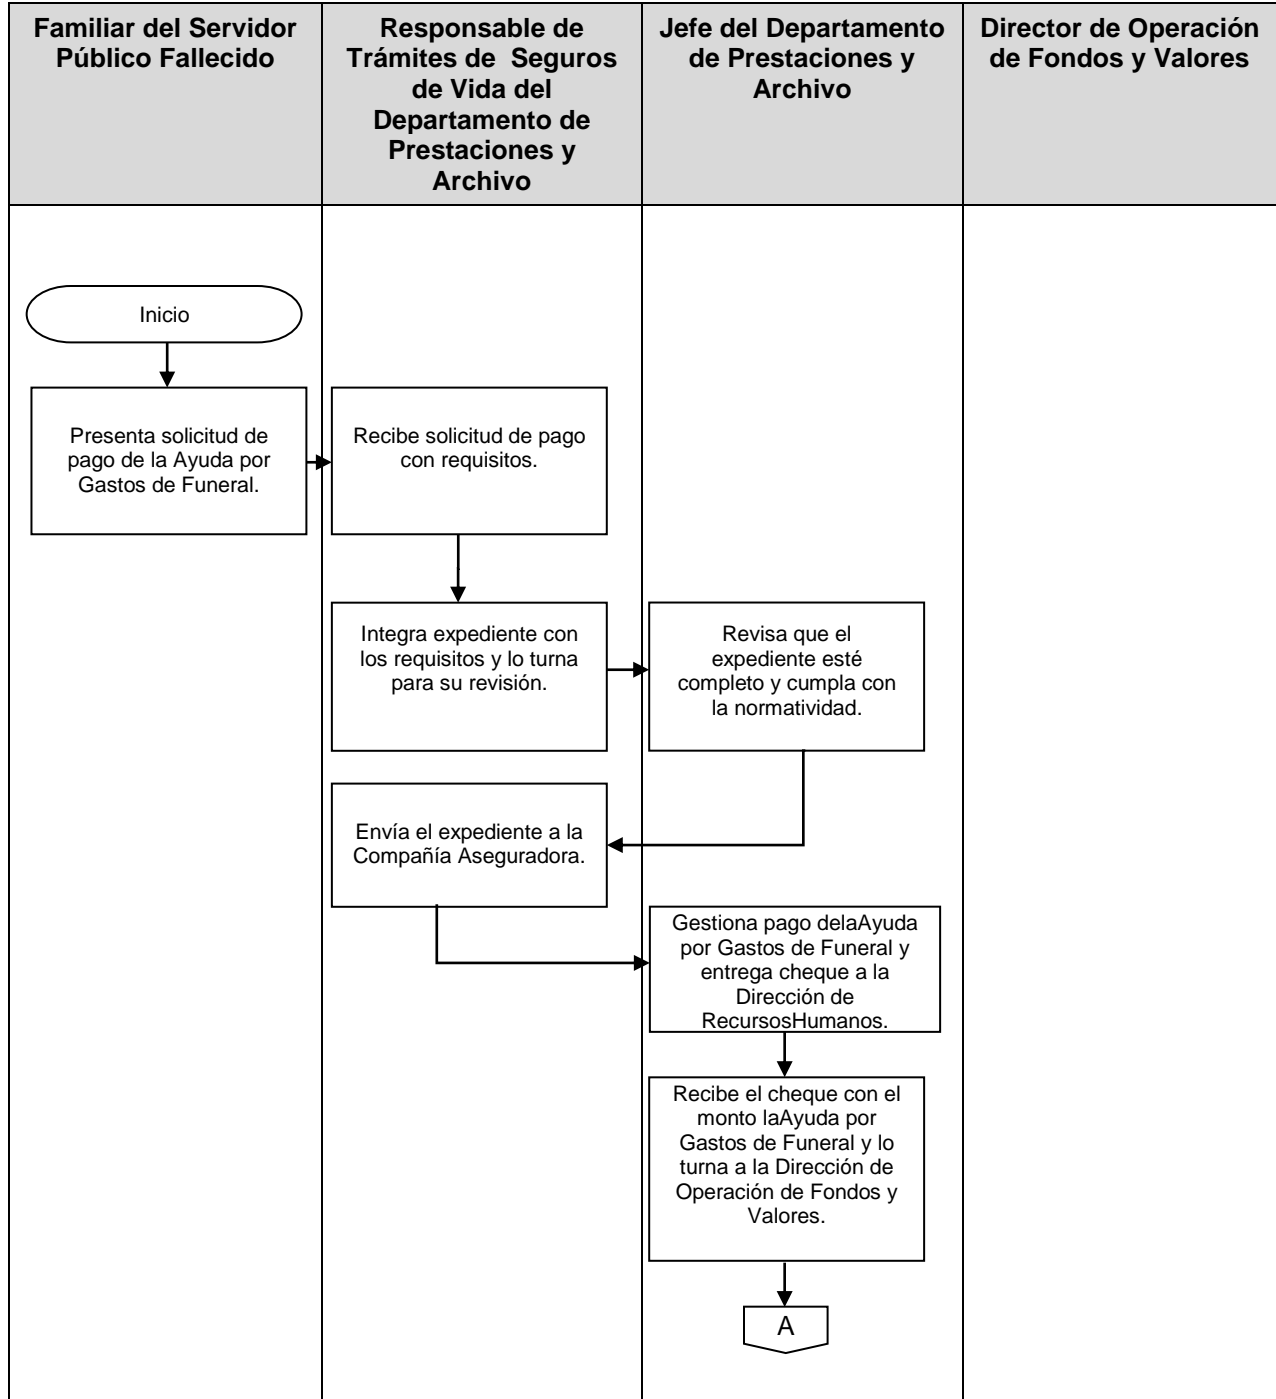 Familiar del Servidor
Público Fallecido
Responsable de
Trámites de  Seguros
de Vida del
Departamento de
Prestaciones y
Archivo
Jefe del Departamento
de Prestaciones y
Archivo
Director de Operación
de Fondos y Valores
Inicio
Presenta solicitud de
pago de la Ayuda por
Gastos de Funeral.
Recibe solicitud de pago
con requisitos.
Integra expediente con
los requisitos y lo turna
para su revisión.
Revisa que el
expediente esté
completo y cumpla con
la normatividad.
Envía el expediente a la
Compañía Aseguradora.
Gestiona pago delaAyuda
por Gastos de Funeral y
entrega cheque a la
Dirección de
RecursosHumanos.
Recibe el cheque con el
monto laAyuda por
Gastos de Funeral y lo
turna a la Dirección de
Operación de Fondos y
Valores.
A